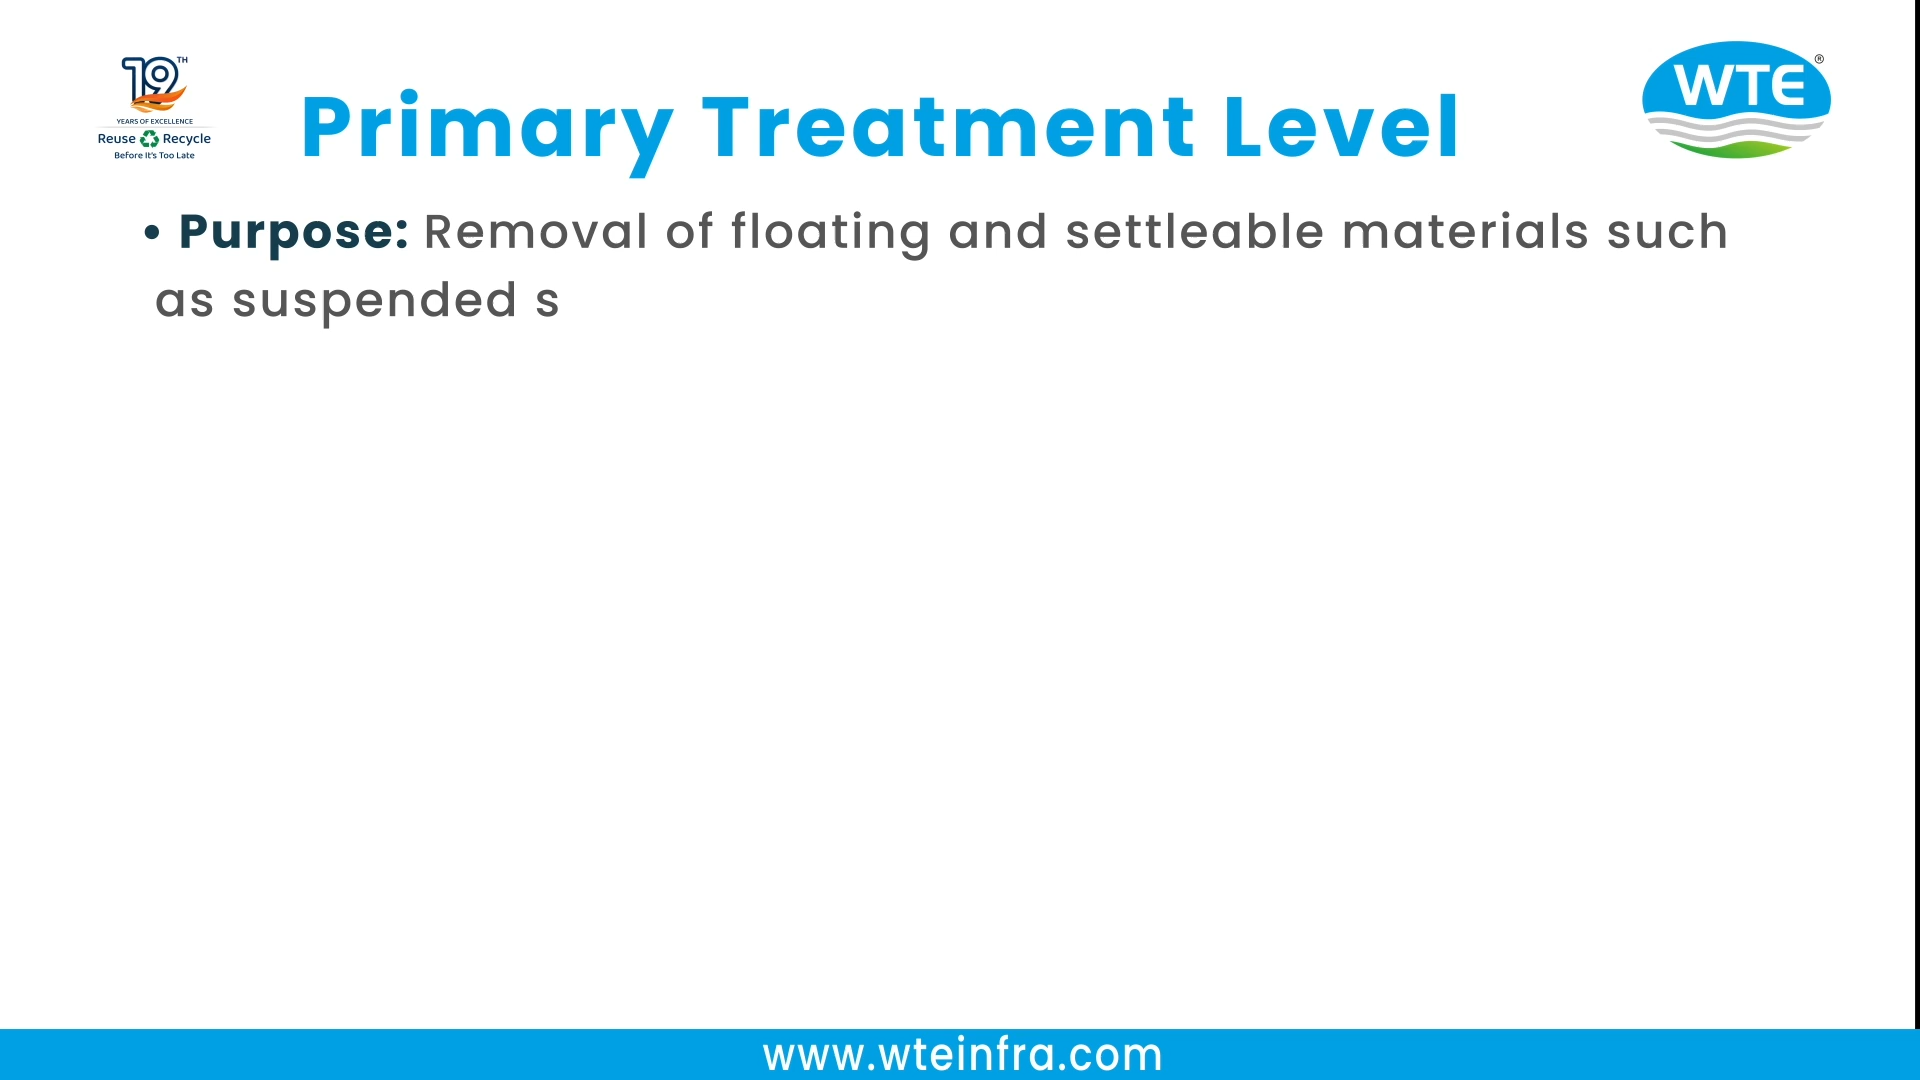 19TH
YEARS OF EXCELLENCE
Reuse Recycle
Before It's Too Late
Primary Treatment Level
WTE®
• Purpose: Removal of floating and settleable materials such
as suspended s
www.wteinfra.com